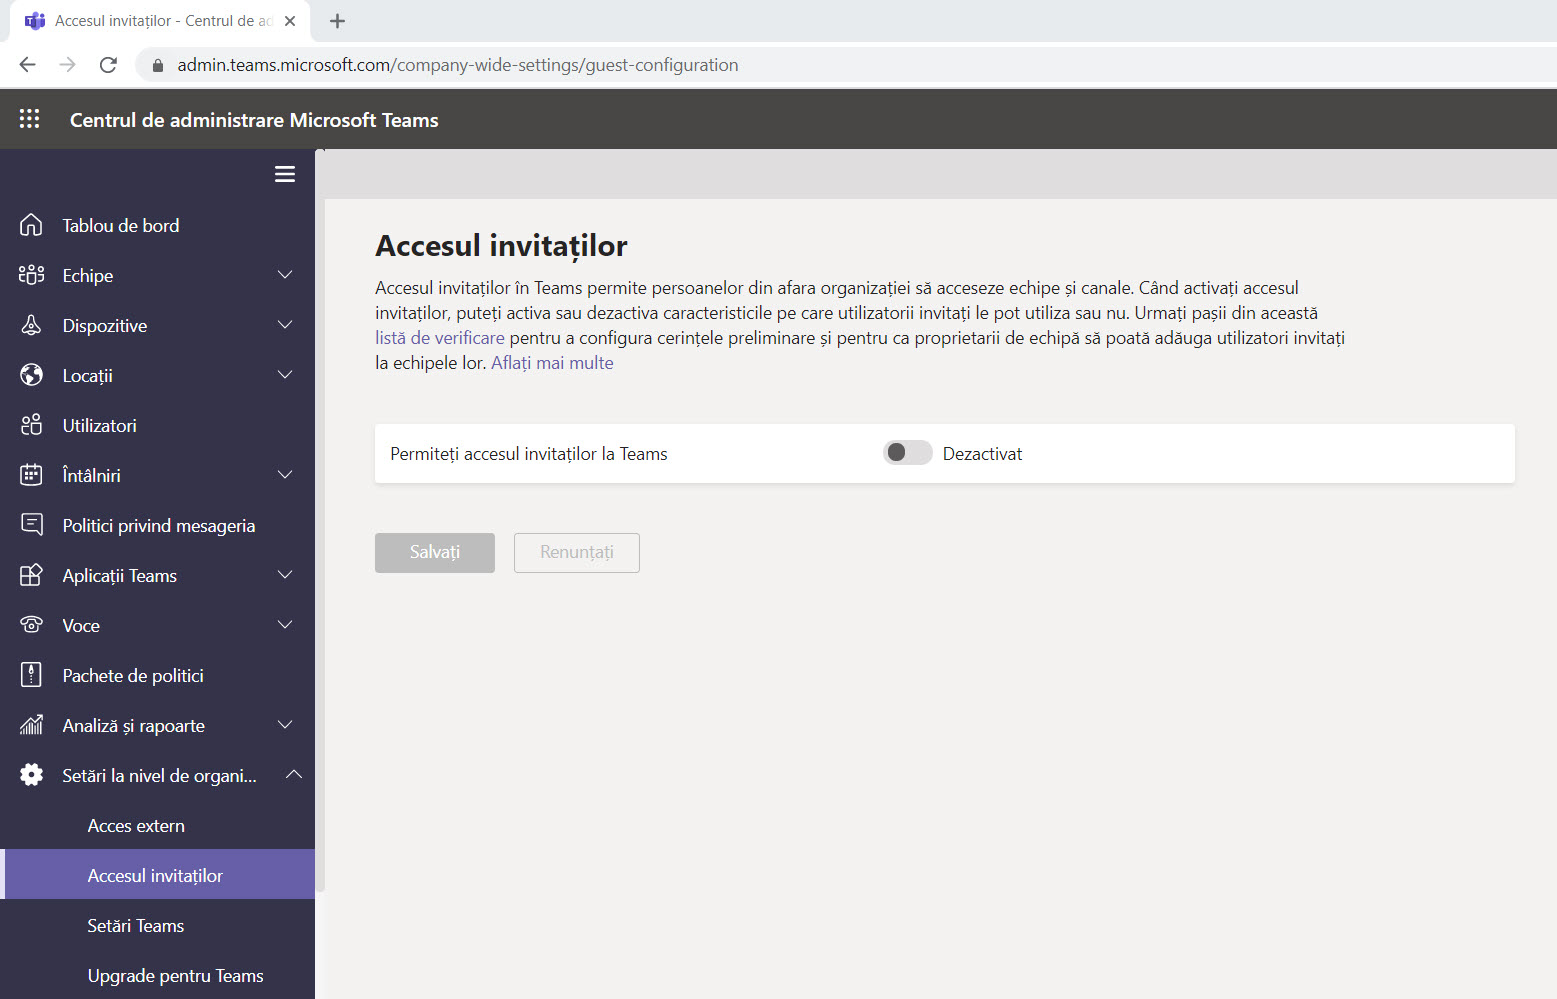 Accesul invitaților - Centrul de ad
admin.teams.microsoft.com/company-wide-settings/guest-configuration
Centrul de administrare Microsoft Teams
Tablou de bord
Echipe
Dispozitive
Locații
Utilizatori
Întâlniri
Politici privind mesageria
Aplicații Teams
Voce
Pachete de politici
Analiză și rapoarte
Setări la nivel de organi...
Acces extern
Accesul invitaților
Setări Teams
Upgrade pentru Teams
Accesul invitaților
Accesul invitaților în Teams permite persoanelor din afara organizației să acceseze echipe și canale. Când activați accesul
invitaților, puteți activa sau dezactiva caracteristicile pe care utilizatorii invitați le pot utiliza sau nu. Urmați pașii din această
listă de verificare pentru a configura cerințele preliminare și pentru ca proprietarii de echipă să poată adăuga utilizatori invitați
la echipele lor. Aflați mai multe
Permiteți accesul invitaților la Teams
Dezactivat
Salvați
Renunțați